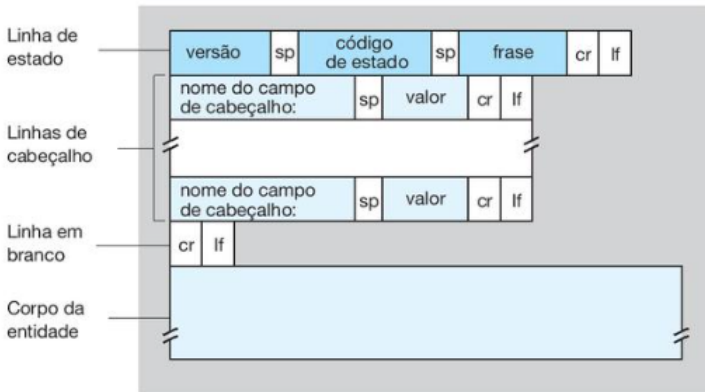 Linha de
estado
versão sp código
de estado sp frase cr lf
nome do campo
de cabeçalho: sp valor cr lf
Linhas de
cabeçalho
nome do campo
de cabeçalho: sp valor cr lf
Linha em
branco
cr lf
Corpo da
entidade